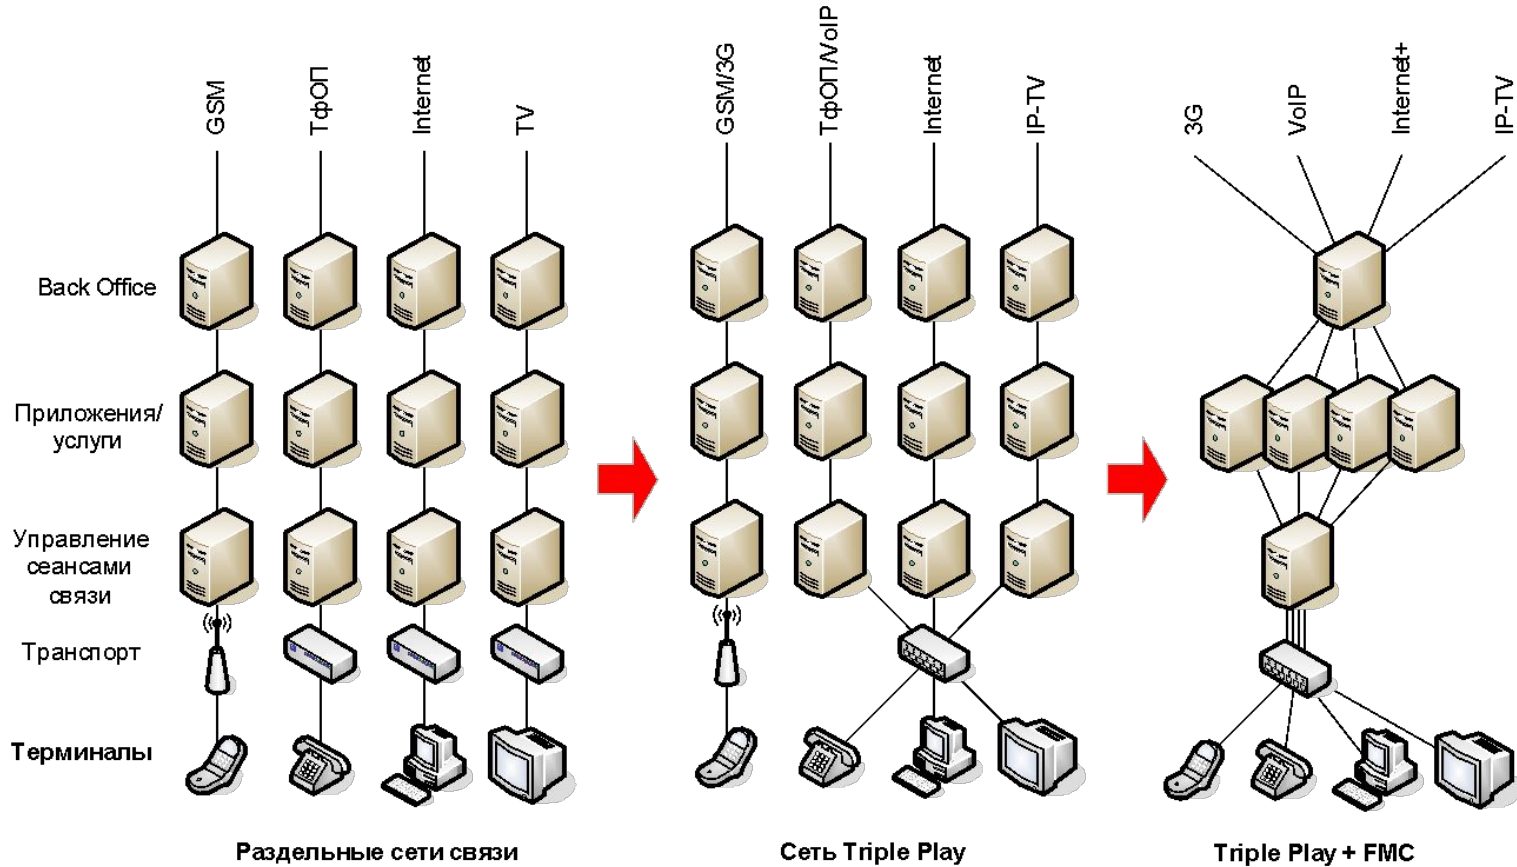 GSM
ТфОП
Internet
TV
GSM/3G
ТфОП/VoIP
Internet
IP-TV
3G
VoIP
Internet+
IP-TV
Back Office
Приложения/
услуги
Управление
сеансами
связи
Транспорт
Терминалы
Раздельные сети связи
Сеть Triple Play
Triple Play + FMC